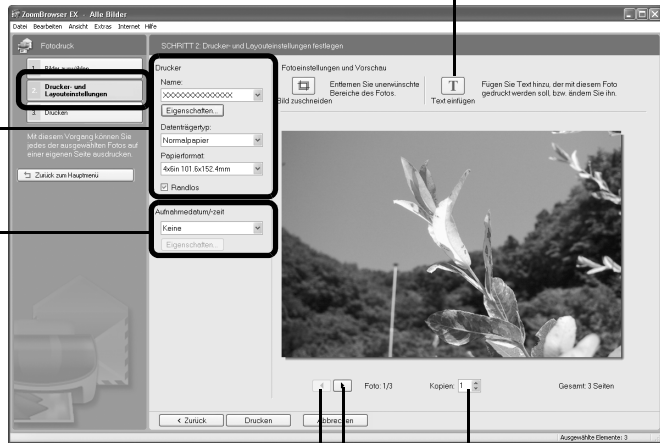 ZoomBrowser EX - Alle Bilder
Datei Bearbeiten Ansicht Extras Internet Hilfe
Fotodruck
SCHRITT 2: Drucker- und Layouteinstellungen festlegen
1. Bilder auswählen
2. Drucker- und
Layouteinstellungen
3. Drucken
Mit diesem Vorgang können Sie
jedes der ausgewählten Fotos auf
einer eigenen Seite ausdrucken.
Zurück zum Hauptmenü
Drucker
Name:
XXXXXXXXXXXXX
Eigenschaften...
Datenträgertyp:
Normalpapier
Papierformat:
4x6in 101.6x152.4mm
Randlos
Aufnahmedatum/-zeit
Keine
Eigenschaften...
Fotoeinstellungen und Vorschau
Bild zuschneiden
Entfernen Sie unerwünschte
Bereiche des Fotos.
T
Text einfügen
Fügen Sie Text hinzu, der mit diesem Foto
gedruckt werden soll, bzw. ändern Sie ihn.
Foto: 1/3
Kopien: 1
Gesamt: 3 Seiten
< Zurück
Drucken
Abbrechen
Ausgewählte Elemente: 3